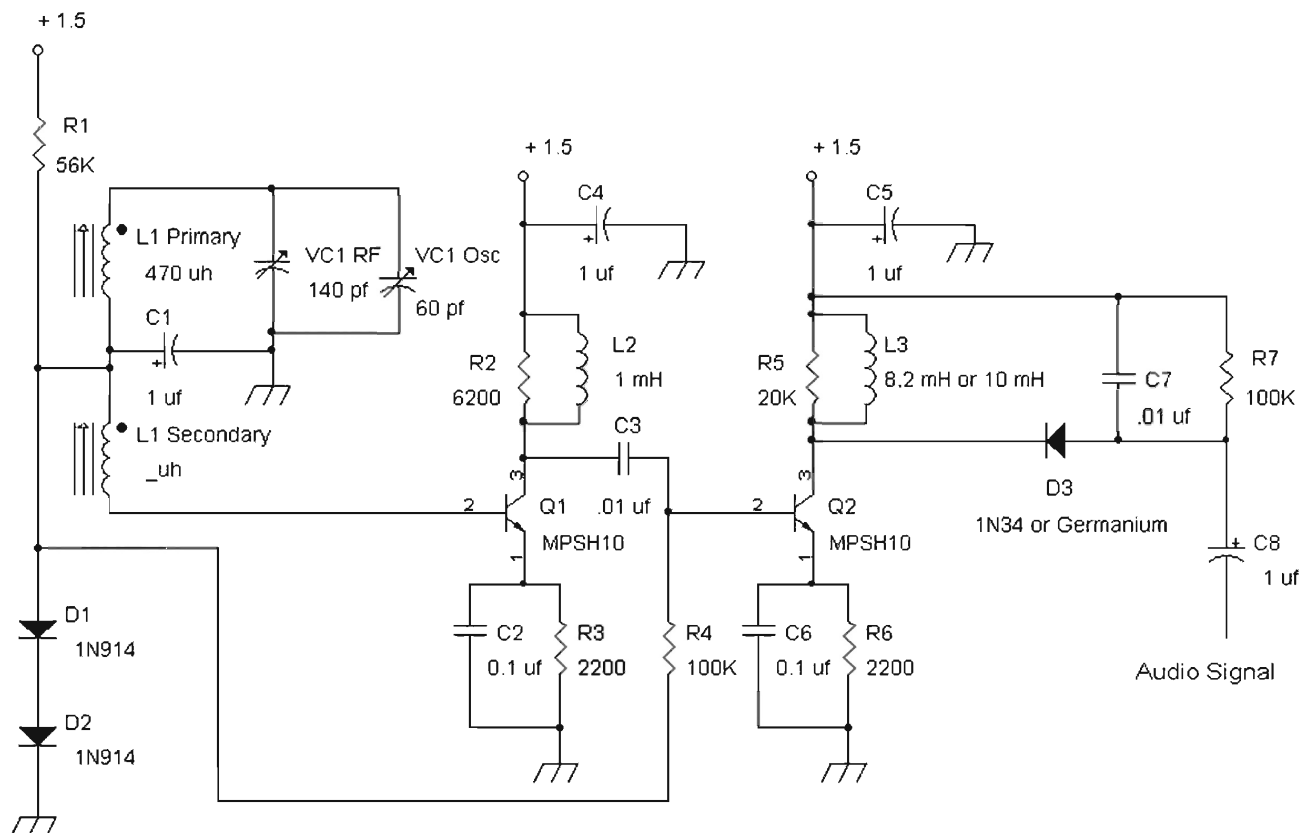 + 1.5
R1
56K
L1 Primary
470 uh
VC1 RF
140 pf
VC1 Osc
60 pf
C1
+
1 uf
L1 Secondary
_uh
D1
1N914
D2
1N914
+ 1.5
C4
+
1 uf
R2
6200
L2
1 mH
C3
.01 uf
3
2
1
Q1
MPSH10
C2
0.1 uf
R3
2200
R4
100K
+ 1.5
C5
+
1 uf
R5
20K
L3
8.2 mH or 10 mH
C7
.01 uf
R7
100K
3
2
1
Q2
MPSH10
D3
1N34 or Germanium
C6
0.1 uf
R6
2200
C8
+
1 uf
Audio Signal